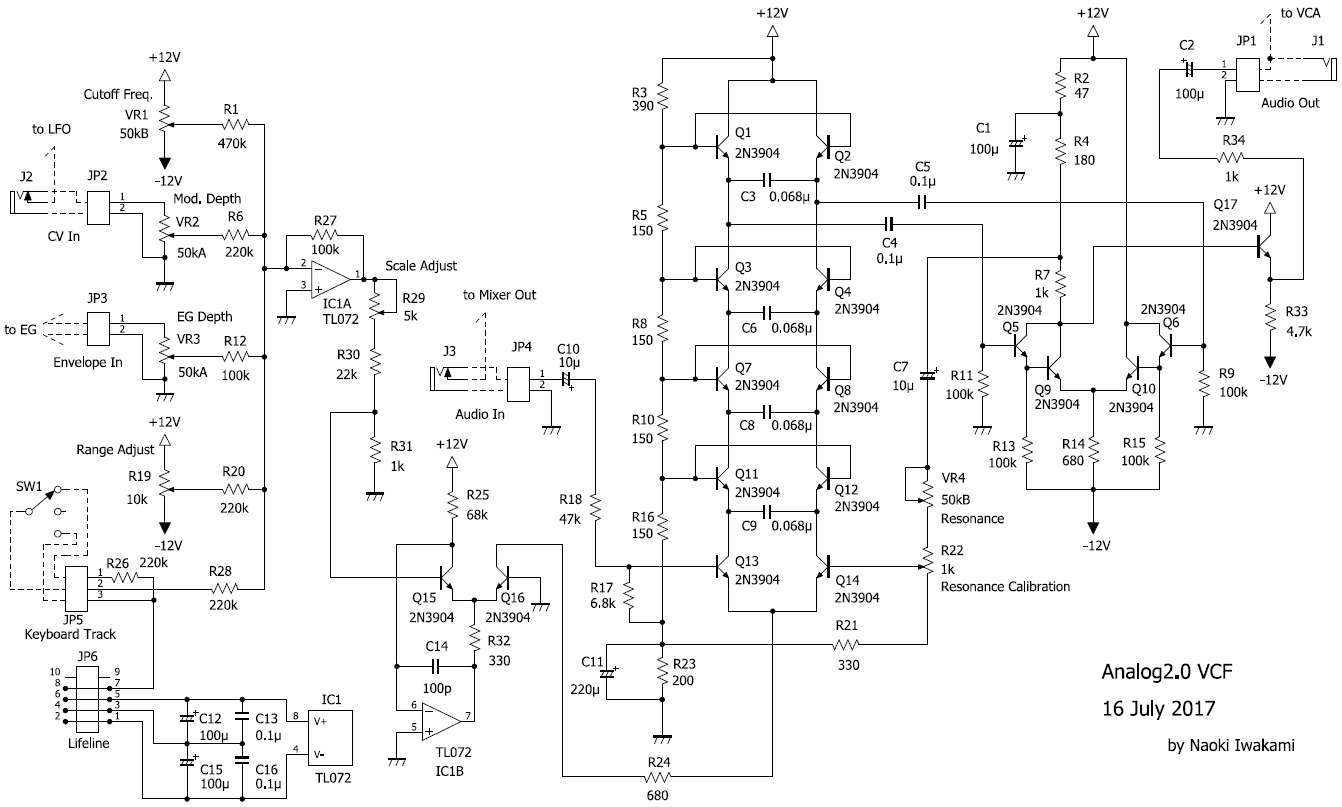 +12V
Cutoff Freq.
VR1
50kB
R1
470k
-12V
to LFO
J2
JP2
1
2
CV In
Mod. Depth
VR2
50kA
R6
220k
JP3
to EG
1
2
Envelope In
EG Depth
VR3
50kA
R12
100k
+12V
Range Adjust
R19
10k
R20
220k
-12V
SW1
R26
220k
1
2
3
R28
220k
JP5
Keyboard Track
JP6
10
9
8
7
6
5
4
3
2
1
Lifeline
C12
100µ
C13
0.1µ
C15
100µ
C16
0.1µ
IC1
8
V+
4
V-
TL072
R27
100k
2
3
1
IC1A
TL072
Scale Adjust
R29
5k
R30
22k
R31
1k
to Mixer Out
J3
JP4
1
2
Audio In
C10
10µ
+12V
R25
68k
Q15
2N3904
Q16
2N3904
R32
330
C14
100p
6
5
7
TL072
IC1B
R18
47k
R17
6.8k
+12V
R3
390
Q1
2N3904
Q2
2N3904
C3
0.068µ
R5
150
Q3
2N3904
Q4
2N3904
C6
0.068µ
R8
150
Q7
2N3904
Q8
2N3904
C8
0.068µ
R10
150
Q11
2N3904
Q12
2N3904
C9
0.068µ
R16
150
Q13
2N3904
Q14
2N3904
C11
220µ
R23
200
R24
680
R21
330
C5
0.1µ
C4
0.1µ
+12V
R2
47
C1
100µ
R4
180
R7
1k
C7
10µ
VR4
50kB
Resonance
R22
1k
Resonance Calibration
2N3904
Q5
2N3904
Q6
Q9
2N3904
Q10
2N3904
R11
100k
R9
100k
R13
100k
R14
680
R15
100k
-12V
to VCA
C2
100µ
JP1
1
2
J1
Audio Out
R34
1k
+12V
Q17
2N3904
R33
4.7k
-12V
Analog2.0 VCF
16 July 2017
by Naoki Iwakami